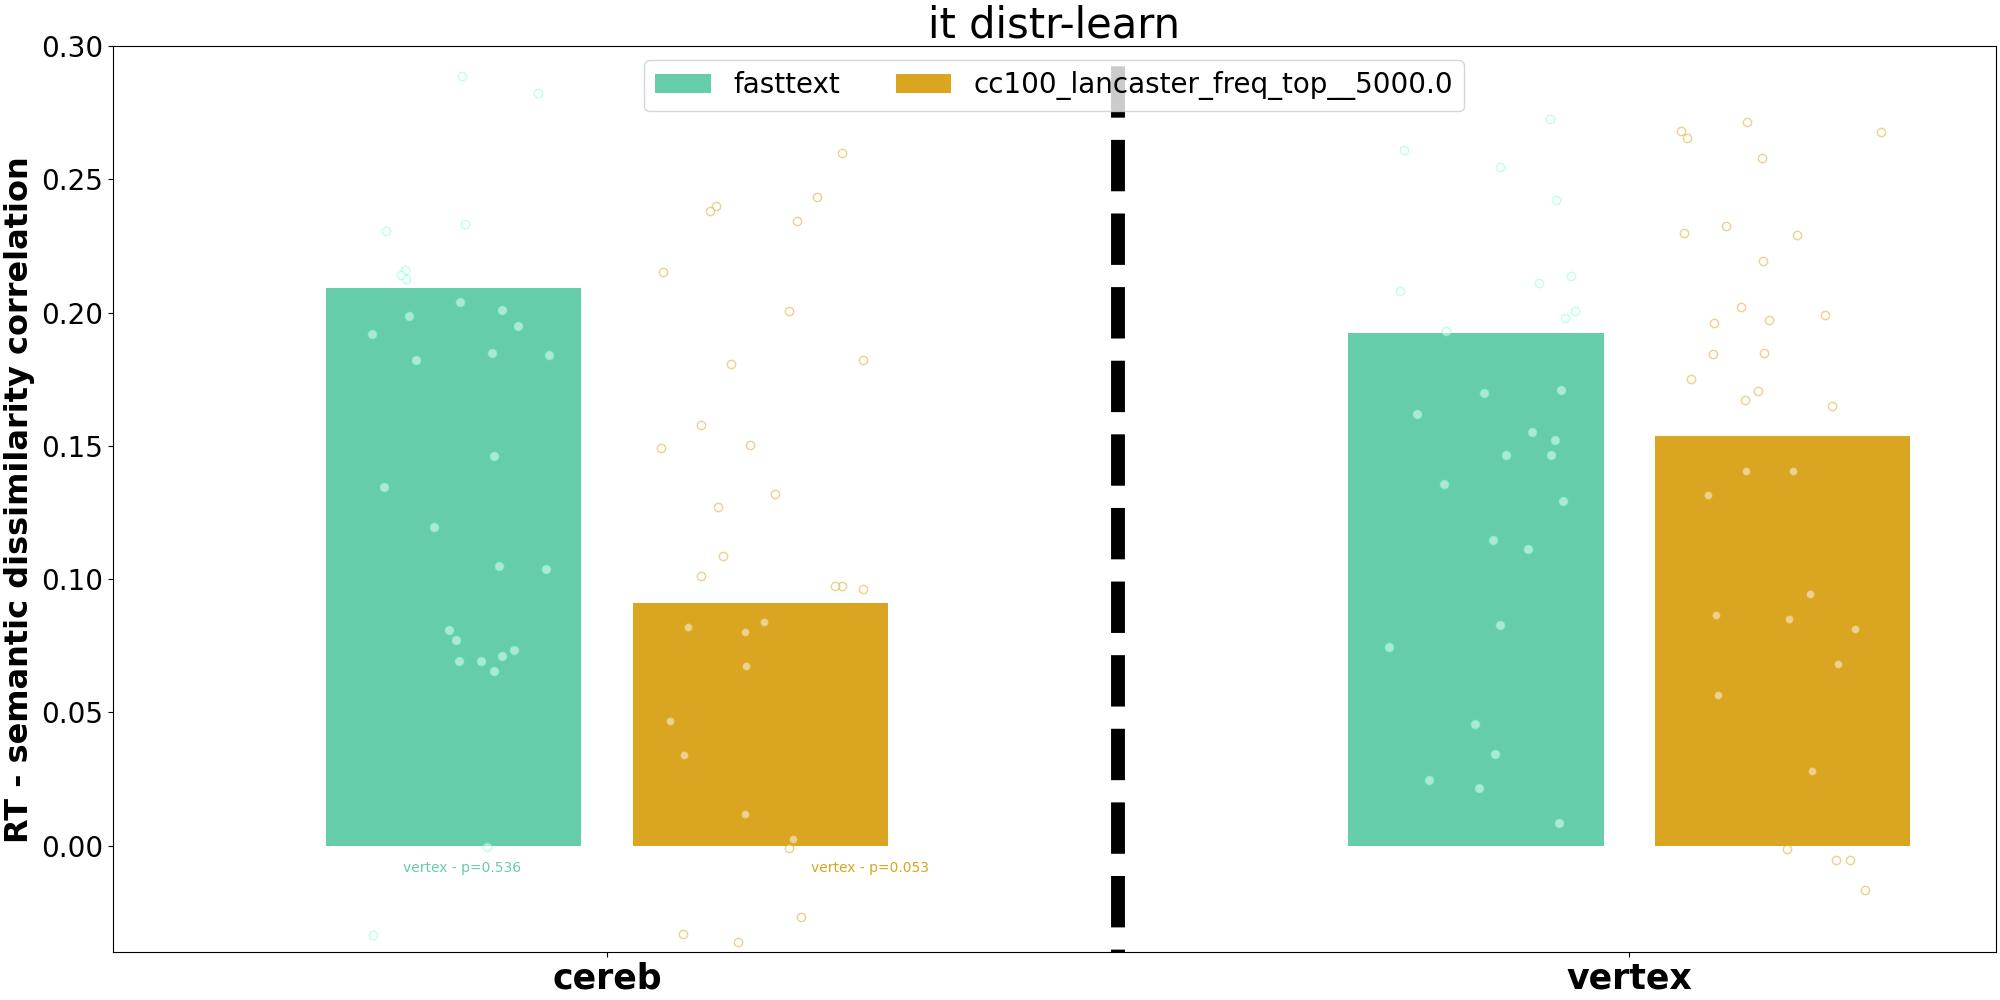 it distr-learn
fasttext
cc100_lancaster_freq_top__5000.0
RT - semantic dissimilarity correlation
0.30
0.25
0.20
0.15
0.10
0.05
0.00
vertex - p=0.536
vertex - p=0.053
cereb
vertex